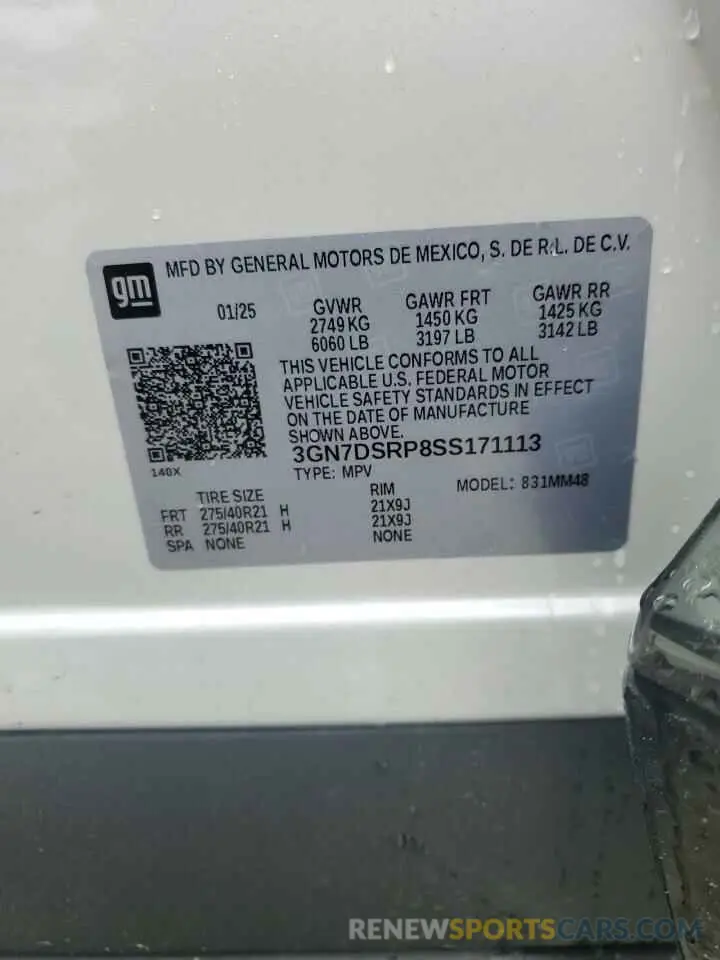 gm
MFD BY GENERAL MOTORS DE MEXICO, S. DE R.L. DE C.V.
01/25
GVWR
2749 KG
6060 LB
GAWR FRT
1450 KG
3197 LB
GAWR RR
1425 KG
3142 LB
THIS VEHICLE CONFORMS TO ALL
APPLICABLE U.S. FEDERAL MOTOR
VEHICLE SAFETY STANDARDS IN EFFECT
ON THE DATE OF MANUFACTURE
SHOWN ABOVE.
3GN7DSRP8SS171113
140X
TYPE: MPV
MODEL: 831MM48
TIRE SIZE
RIM
FRT 275/40R21 H 21X9J
RR 275/40R21 H 21X9J
SPA NONE NONE
RENEWSPORTSCARS.COM